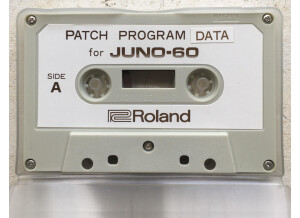 PATCH PROGRAM DATA
for JUNO-60
SIDE
A
Roland